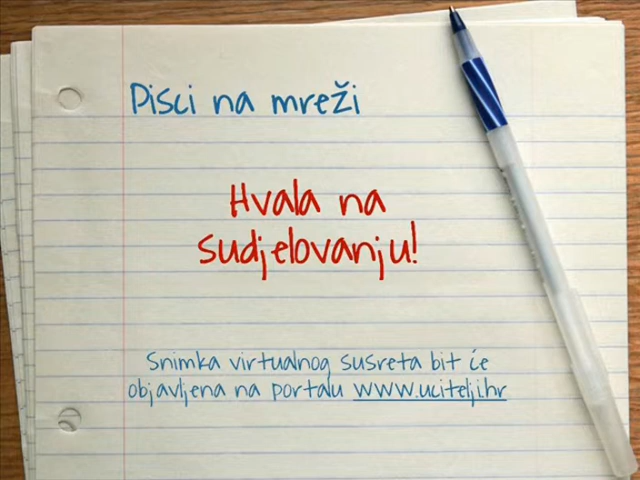 Pisci na mreži
Hvala na
sudjelovanju!
Snimka virtualnog susreta bit će
objavljena na portalu www.ucitelji.hr